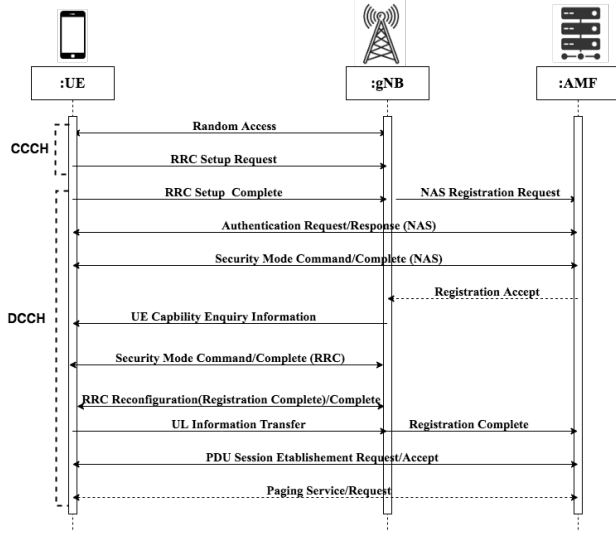 :UE
:gNB
:AMF
Random Access
CCCH
RRC Setup Request
RRC Setup Complete
NAS Registration Request
Authentication Request/Response (NAS)
Security Mode Command/Complete (NAS)
Registration Accept
DCCH
UE Capbility Enquiry Information
Security Mode Command/Complete (RRC)
RRC Reconfiguration(Registration Complete)/Complete
UL Information Transfer
Registration Complete
PDU Session Etablishement Request/Accept
Paging Service/Request